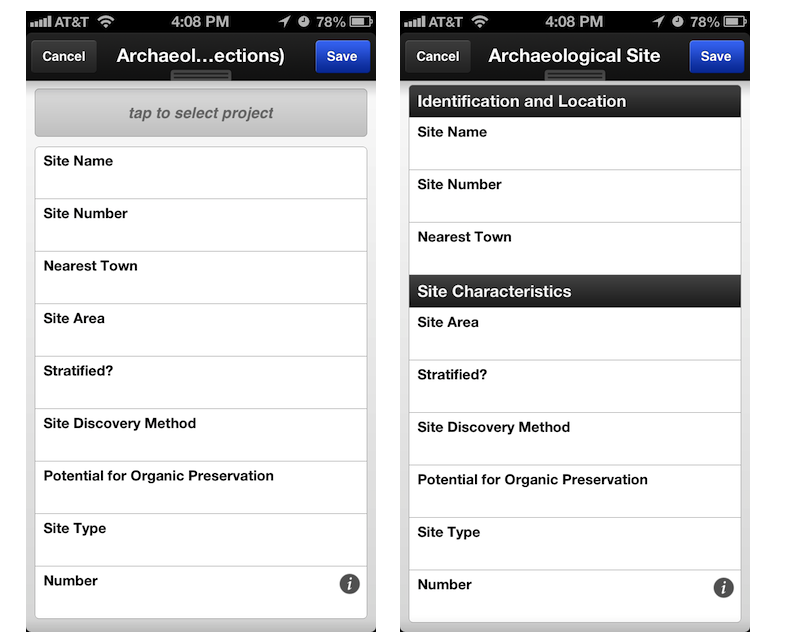 AT&T 4:08 PM 78%
Cancel Archaeol...ections) Save
tap to select project
Site Name
Site Number
Nearest Town
Site Area
Stratified?
Site Discovery Method
Potential for Organic Preservation
Site Type
Number i
AT&T 4:08 PM 78%
Cancel Archaeological Site Save
Identification and Location
Site Name
Site Number
Nearest Town
Site Characteristics
Site Area
Stratified?
Site Discovery Method
Potential for Organic Preservation
Site Type
Number i